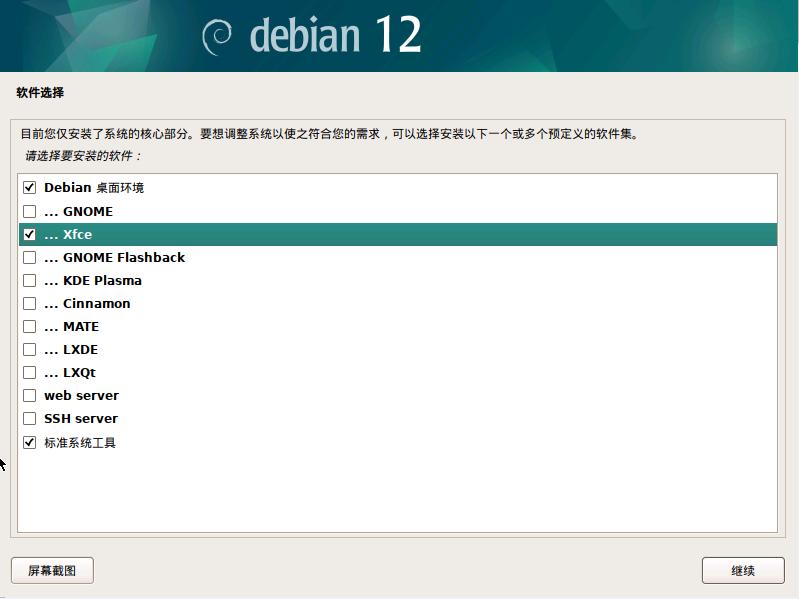 debian 12
软件选择
目前您仅安装了系统的核心部分。要想调整系统以使之符合您的需求，可以选择安装以下一个或多个预定义的软件集。
请选择要安装的软件：
Debian 桌面环境
... GNOME
... Xfce
... GNOME Flashback
... KDE Plasma
... Cinnamon
... MATE
... LXDE
... LXQt
web server
SSH server
标准系统工具
屏幕截图
继续